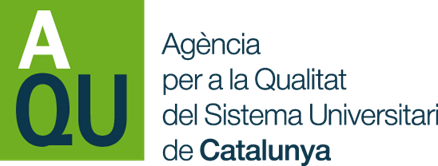 A
QU
Agència
per a la Qualitat
del Sistema Universitari
de Catalunya